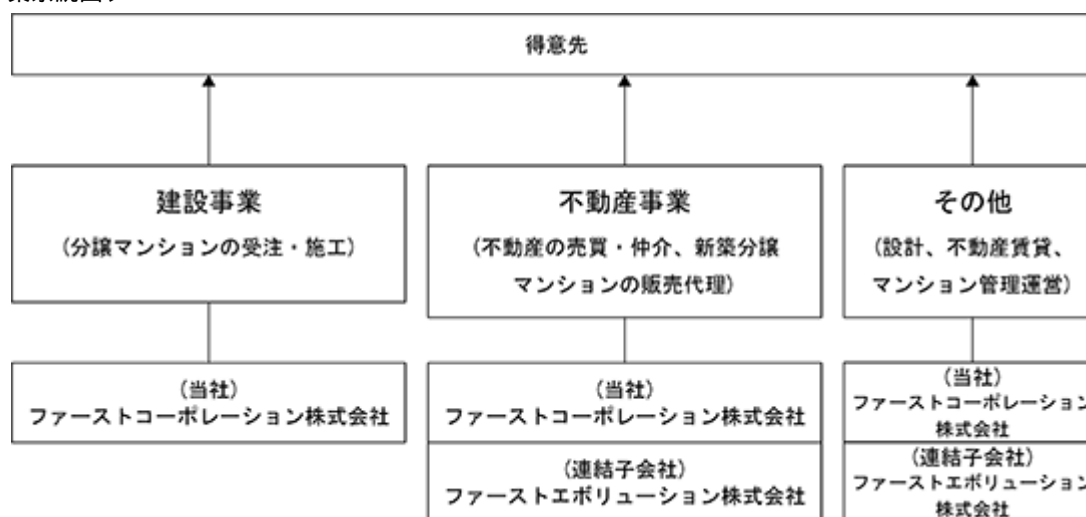 得意先
建設事業
(分譲マンションの受注・施工)
不動産事業
(不動産の売買・仲介、新築分譲
マンションの販売代理)
その他
(設計、不動産賃貸、
マンション管理運営)
(当社)
ファーストコーポレーション株式会社
(当社)
ファーストコーポレーション株式会社
(連結子会社)
ファーストエボリューション株式会社
(当社)
ファーストコーポレーション
株式会社
(連結子会社)
ファーストエボリューション
株式会社